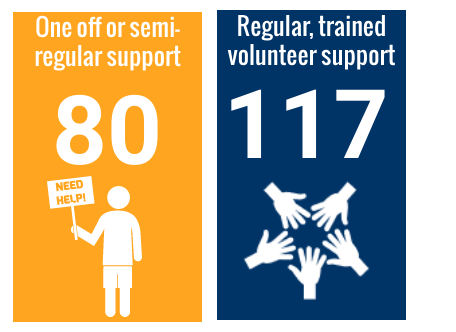 One off or semi-
regular support
80
NEED
HELP!
Regular, trained
volunteer support
117